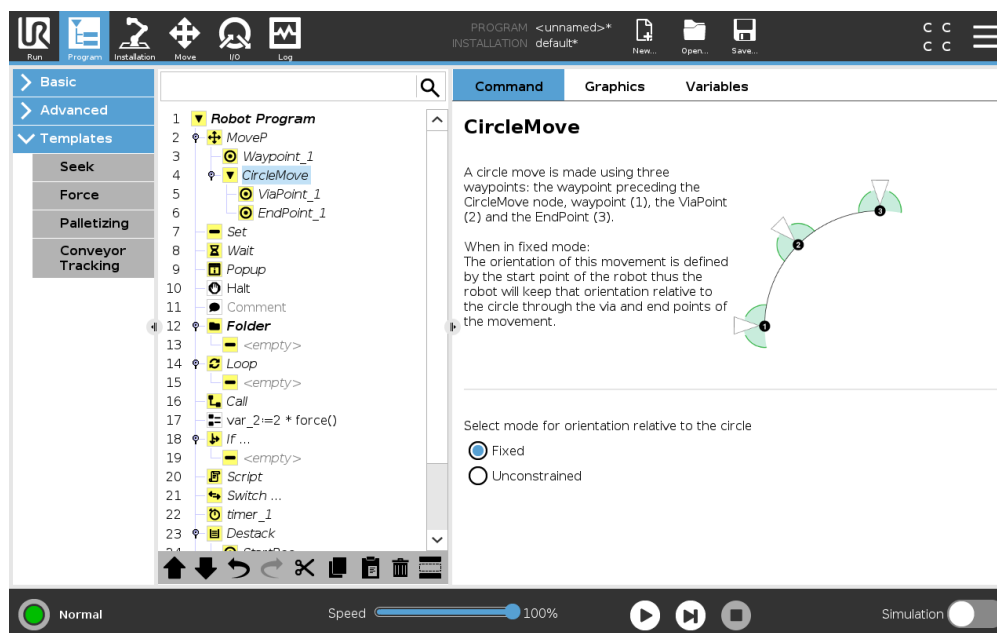 UR
PROGRAM <unnamed>*
INSTALLATION default*
C C
C C
Run
Program
Installation
Move
I/O
Log
New...
Open...
Save...
Basic
Advanced
Templates
Seek
Force
Palletizing
Conveyor
Tracking
1 Robot Program
2 MoveP
3 Waypoint_1
4 CircleMove
5 ViaPoint_1
6 EndPoint_1
7 Set
8 Wait
9 Popup
10 Halt
11 Comment
12 Folder
13 <empty>
14 Loop
15 <empty>
16 Call
17 var_2:=2 * force()
18 If ...
19 <empty>
20 Script
21 Switch ...
22 timer_1
23 Destack
Command
Graphics
Variables
CircleMove
A circle move is made using three
waypoints: the waypoint preceding the
CircleMove node, waypoint (1), the ViaPoint
(2) and the EndPoint (3).
When in fixed mode:
The orientation of this movement is defined
by the start point of the robot thus the
robot will keep that orientation relative to
the circle through the via and end points of
the movement.
3
2
1
Select mode for orientation relative to the circle
Fixed
Unconstrained
Normal
Speed
100%
Simulation